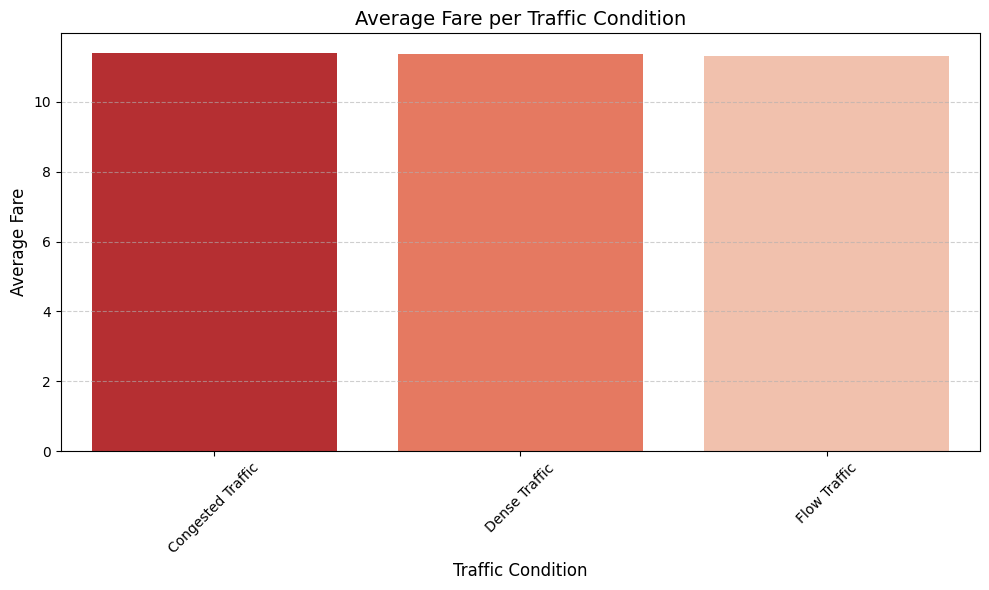 Average Fare per Traffic Condition
Average Fare
10
8
6
4
2
0
Congested Traffic
Dense Traffic
Flow Traffic
Traffic Condition